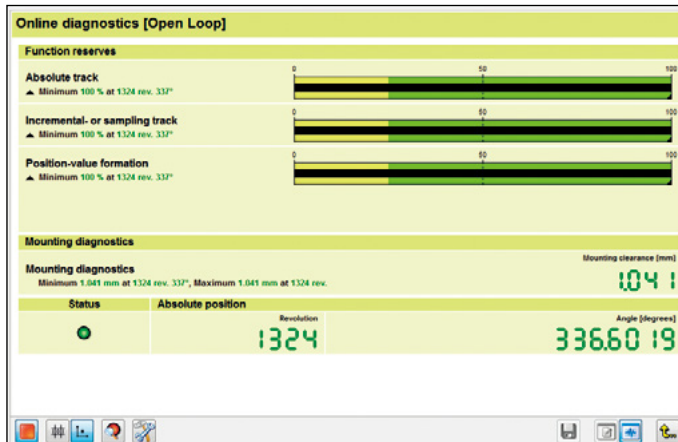 Online diagnostics [Open Loop]
Function reserves
Absolute track
Minimum 100 % at 1324 rev. 337°
0 50 100
Incremental- or sampling track
Minimum 100 % at 1324 rev. 337°
0 50 100
Position-value formation
Minimum 100 % at 1324 rev. 337°
0 50 100
Mounting diagnostics
Mounting diagnostics
Minimum 1.041 mm at 1324 rev. 337°, Maximum 1.041 mm at 1324 rev.
Mounting clearance [mm]
1.041
Status Absolute position
Revolution
1324
Angle [degrees]
336.6019